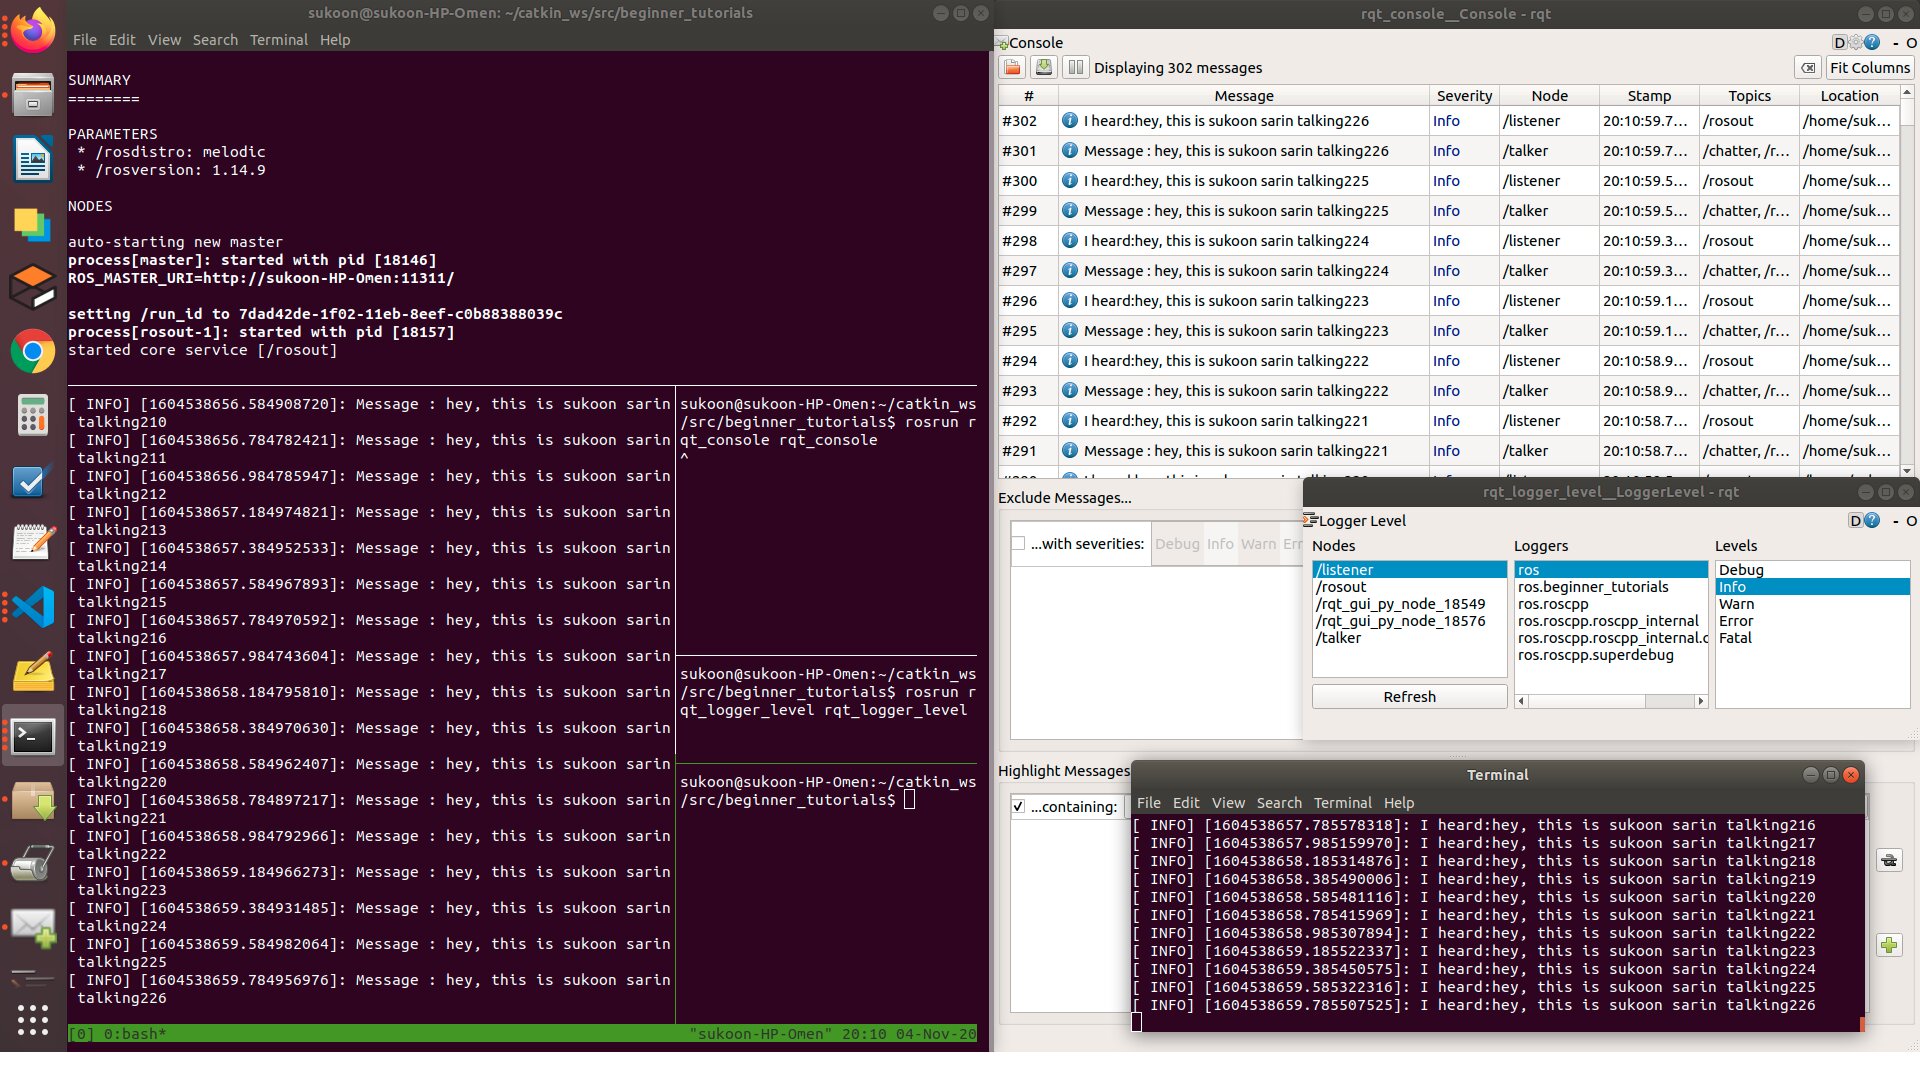 sukoon@sukoon-HP-Omen: ~/catkin_ws/src/beginner_tutorials
File Edit View Search Terminal Help
SUMMARY
========
PARAMETERS
* /rosdistro: melodic
* /rosversion: 1.14.9
NODES
auto-starting new master
process[master]: started with pid [18146]
ROS_MASTER_URI=http://sukoon-HP-Omen:11311/
setting /run_id to 7dad42de-1f02-11eb-8eef-c0b88388039c
process[rosout-1]: started with pid [18157]
started core service [/rosout]
[ INFO] [1604538656.584908720]: Message : hey, this is sukoon sarin
talking210
[ INFO] [1604538656.784782421]: Message : hey, this is sukoon sarin
talking211
[ INFO] [1604538656.984785947]: Message : hey, this is sukoon sarin
talking212
[ INFO] [1604538657.184974821]: Message : hey, this is sukoon sarin
talking213
[ INFO] [1604538657.384952533]: Message : hey, this is sukoon sarin
talking214
[ INFO] [1604538657.584967893]: Message : hey, this is sukoon sarin
talking215
[ INFO] [1604538657.784970592]: Message : hey, this is sukoon sarin
talking216
[ INFO] [1604538657.984743604]: Message : hey, this is sukoon sarin
talking217
[ INFO] [1604538658.184795810]: Message : hey, this is sukoon sarin
talking218
[ INFO] [1604538658.384970630]: Message : hey, this is sukoon sarin
talking219
[ INFO] [1604538658.584962407]: Message : hey, this is sukoon sarin
talking220
[ INFO] [1604538658.784897217]: Message : hey, this is sukoon sarin
talking221
[ INFO] [1604538658.984792966]: Message : hey, this is sukoon sarin
talking222
[ INFO] [1604538659.184966273]: Message : hey, this is sukoon sarin
talking223
[ INFO] [1604538659.384931485]: Message : hey, this is sukoon sarin
talking224
[ INFO] [1604538659.584982064]: Message : hey, this is sukoon sarin
talking225
[ INFO] [1604538659.784956976]: Message : hey, this is sukoon sarin
talking226
sukoon@sukoon-HP-Omen:~/catkin_ws
/src/beginner_tutorials$ rosrun r
qt_console rqt_console
^
sukoon@sukoon-HP-Omen:~/catkin_ws
/src/beginner_tutorials$ rosrun r
qt_logger_level rqt_logger_level
sukoon@sukoon-HP-Omen:~/catkin_ws
/src/beginner_tutorials$
[0] 0:bash* "sukoon-HP-Omen" 20:10 04-Nov-20
rqt_console__Console - rqt
Console D - O
Displaying 302 messages Fit Columns
# Message Severity Node Stamp Topics Location
#302 I heard:hey, this is sukoon sarin talking226 Info /listener 20:10:59.7... /rosout /home/suk...
#301 Message : hey, this is sukoon sarin talking226 Info /talker 20:10:59.7... /chatter, /r... /home/suk...
#300 I heard:hey, this is sukoon sarin talking225 Info /listener 20:10:59.5... /rosout /home/suk...
#299 Message : hey, this is sukoon sarin talking225 Info /talker 20:10:59.5... /chatter, /r... /home/suk...
#298 I heard:hey, this is sukoon sarin talking224 Info /listener 20:10:59.3... /rosout /home/suk...
#297 Message : hey, this is sukoon sarin talking224 Info /talker 20:10:59.3... /chatter, /r... /home/suk...
#296 I heard:hey, this is sukoon sarin talking223 Info /listener 20:10:59.1... /rosout /home/suk...
#295 Message : hey, this is sukoon sarin talking223 Info /talker 20:10:59.1... /chatter, /r... /home/suk...
#294 I heard:hey, this is sukoon sarin talking222 Info /listener 20:10:58.9... /rosout /home/suk...
#293 Message : hey, this is sukoon sarin talking222 Info /talker 20:10:58.9... /chatter, /r... /home/suk...
#292 I heard:hey, this is sukoon sarin talking221 Info /listener 20:10:58.7... /rosout /home/suk...
#291 Message : hey, this is sukoon sarin talking221 Info /talker 20:10:58.7... /chatter, /r... /home/suk...
Exclude Messages...
...with severities: Debug Info Warn Err
rqt_logger_level__LoggerLevel - rqt
Logger Level D - O
Nodes Loggers Levels
/listener ros Debug
/rosout ros.beginner_tutorials Info
/rqt_gui_py_node_18549 ros.roscpp Warn
/rqt_gui_py_node_18576 ros.roscpp.roscpp_internal Error
/talker ros.roscpp.roscpp_internal.c Fatal
ros.roscpp.superdebug
Refresh
Highlight Messages
...containing:
Terminal
File Edit View Search Terminal Help
[ INFO] [1604538657.785578318]: I heard:hey, this is sukoon sarin talking216
[ INFO] [1604538657.985159970]: I heard:hey, this is sukoon sarin talking217
[ INFO] [1604538658.185314876]: I heard:hey, this is sukoon sarin talking218
[ INFO] [1604538658.385490006]: I heard:hey, this is sukoon sarin talking219
[ INFO] [1604538658.585481116]: I heard:hey, this is sukoon sarin talking220
[ INFO] [1604538658.785415969]: I heard:hey, this is sukoon sarin talking221
[ INFO] [1604538658.985307894]: I heard:hey, this is sukoon sarin talking222
[ INFO] [1604538659.185522337]: I heard:hey, this is sukoon sarin talking223
[ INFO] [1604538659.385450575]: I heard:hey, this is sukoon sarin talking224
[ INFO] [1604538659.585322316]: I heard:hey, this is sukoon sarin talking225
[ INFO] [1604538659.785507525]: I heard:hey, this is sukoon sarin talking226